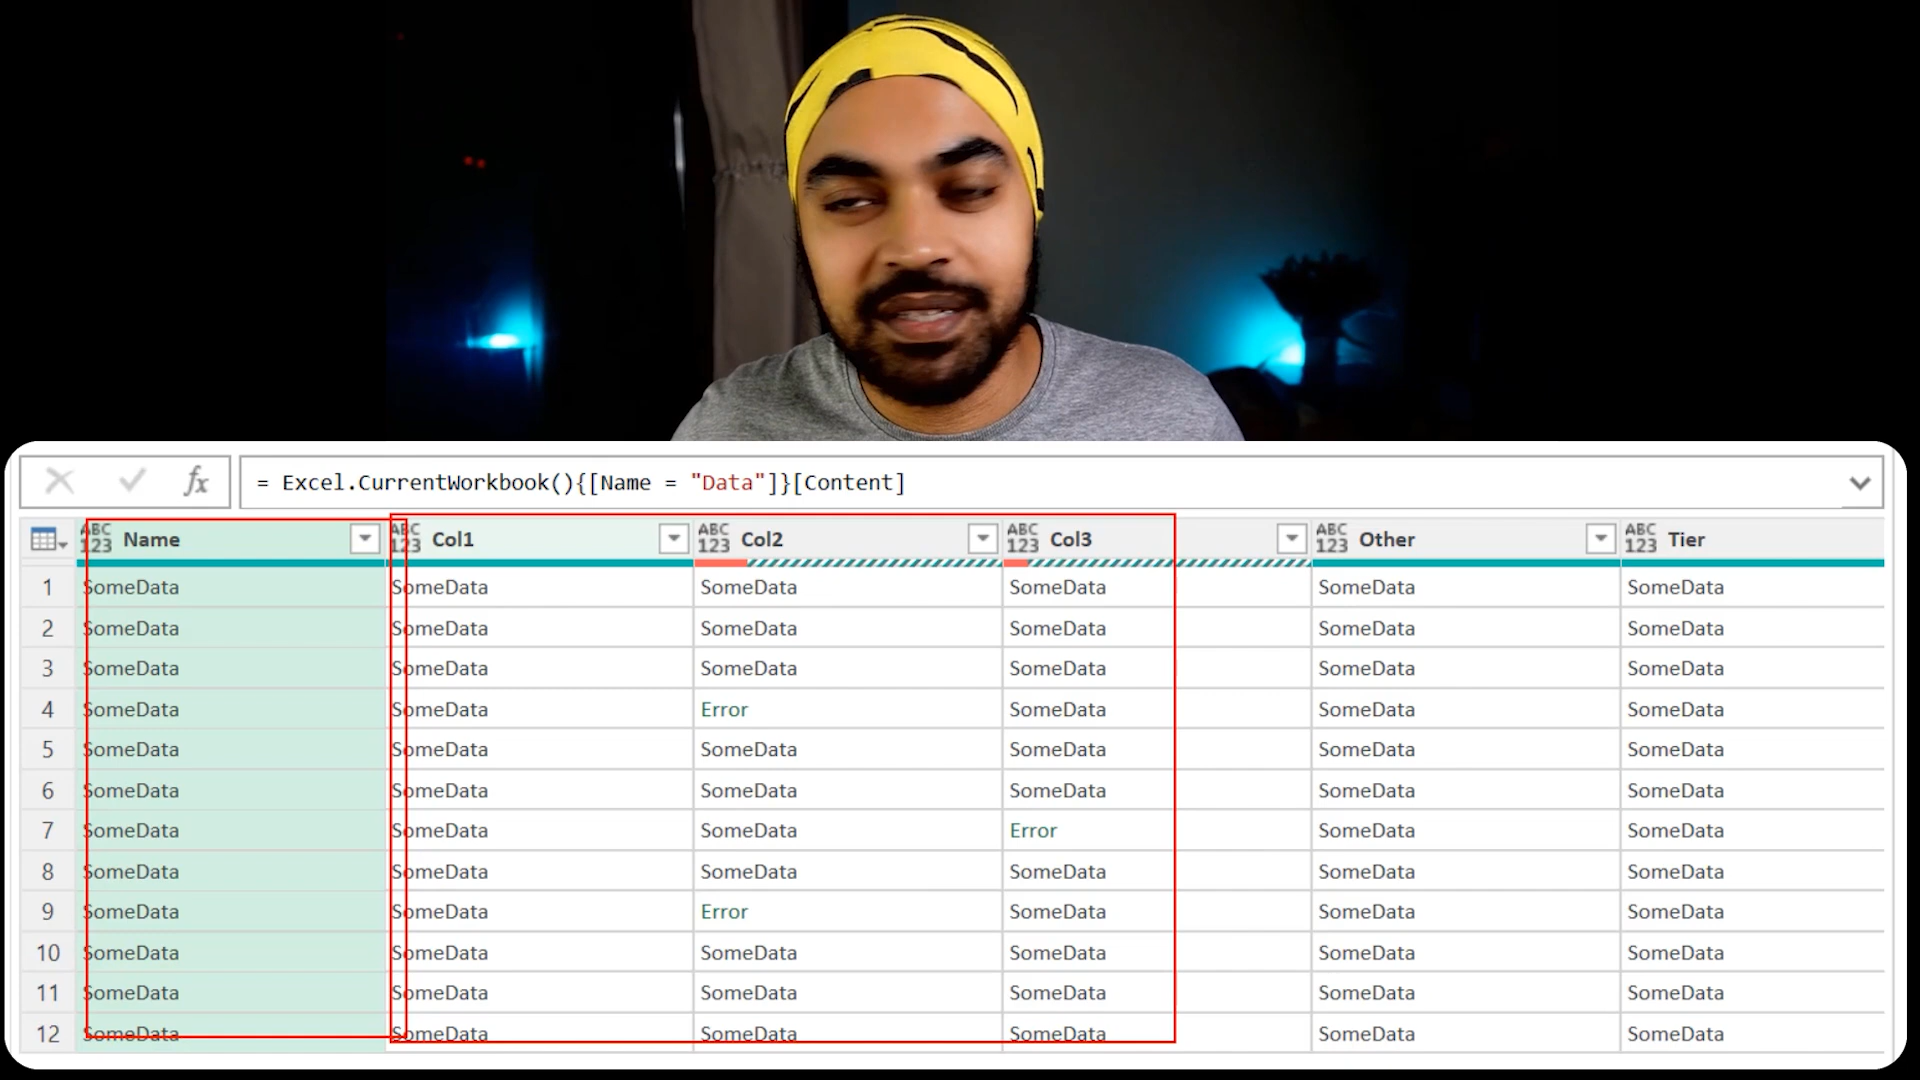 fx = Excel.CurrentWorkbook(){[Name = "Data"]}[Content]
ABC 123 Name ABC 123 Col1 ABC 123 Col2 ABC 123 Col3 ABC 123 Other ABC 123 Tier
1 SomeData SomeData SomeData SomeData SomeData SomeData
2 SomeData SomeData SomeData SomeData SomeData SomeData
3 SomeData SomeData SomeData SomeData SomeData SomeData
4 SomeData SomeData Error SomeData SomeData SomeData
5 SomeData SomeData SomeData SomeData SomeData SomeData
6 SomeData SomeData SomeData SomeData SomeData SomeData
7 SomeData SomeData SomeData Error SomeData SomeData
8 SomeData SomeData SomeData SomeData SomeData SomeData
9 SomeData SomeData Error SomeData SomeData SomeData
10 SomeData SomeData SomeData SomeData SomeData SomeData
11 SomeData SomeData SomeData SomeData SomeData SomeData
12 SomeData SomeData SomeData SomeData SomeData SomeData